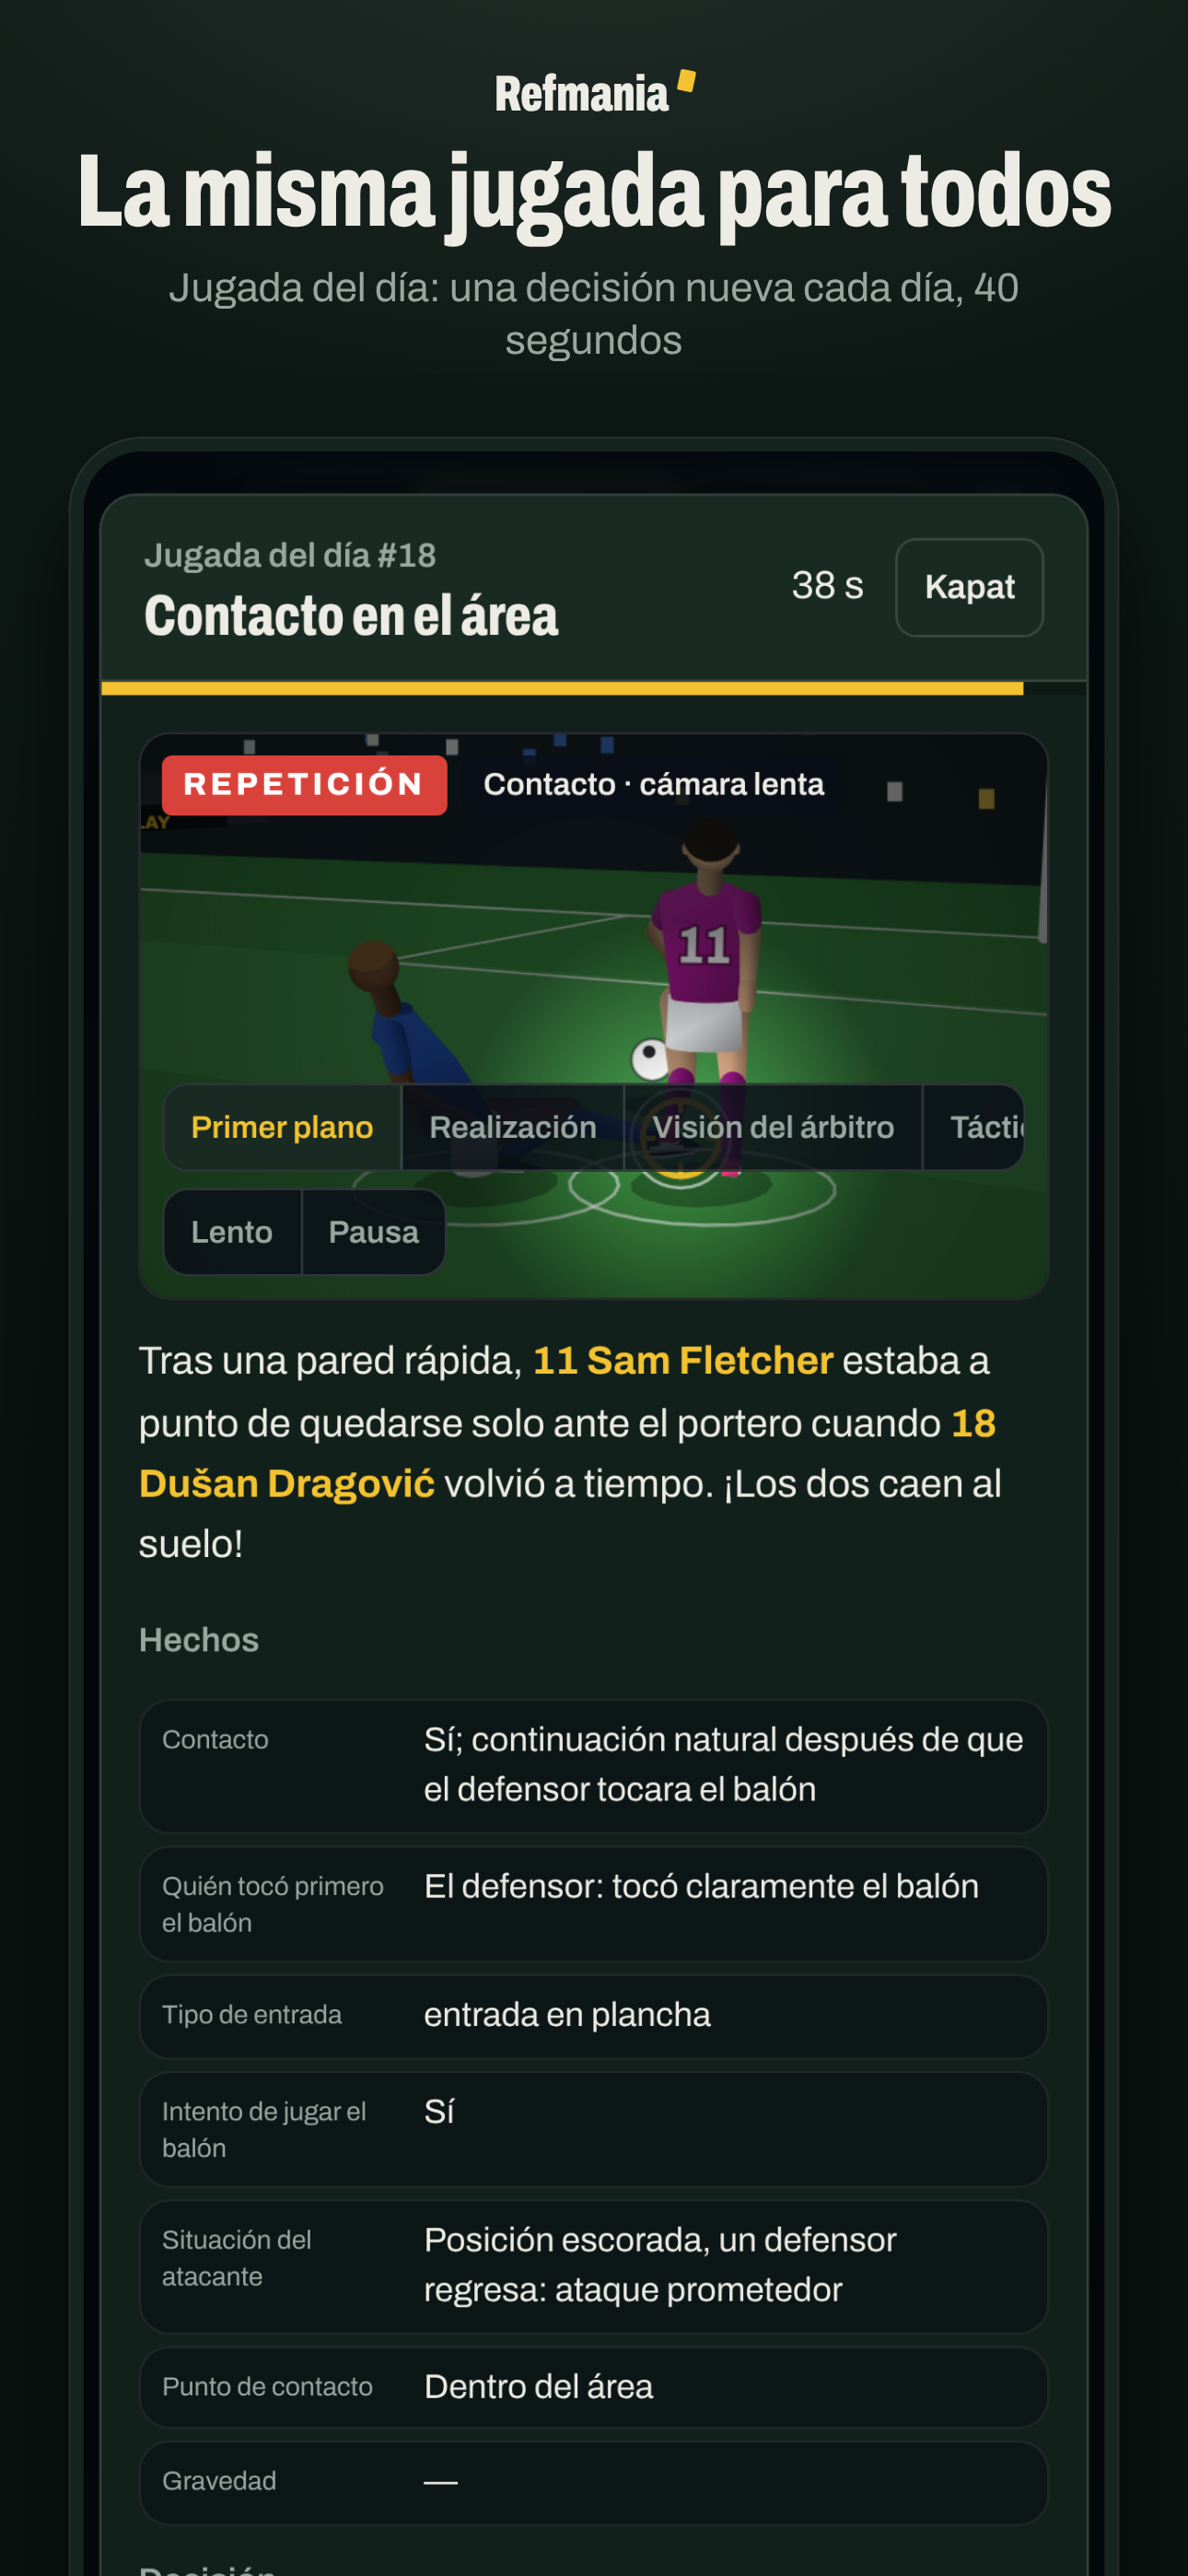 Refmania
La misma jugada para todos
Jugada del día: una decisión nueva cada día, 40
segundos
Jugada del día #18
Contacto en el área
38 s
Kapat
REPETICIÓN
Contacto · cámara lenta
LAY
11
Primer plano
Realización
Visión del árbitro
Tácti
Lento
Pausa
Tras una pared rápida, 11 Sam Fletcher estaba a
punto de quedarse solo ante el portero cuando 18
Dušan Dragović volvió a tiempo. ¡Los dos caen al
suelo!
Hechos
Contacto
Sí; continuación natural después de que
el defensor tocara el balón
Quién tocó primero
el balón
El defensor: tocó claramente el balón
Tipo de entrada
entrada en plancha
Intento de jugar el
balón
Sí
Situación del
atacante
Posición escorada, un defensor
regresa: ataque prometedor
Punto de contacto
Dentro del área
Gravedad
—